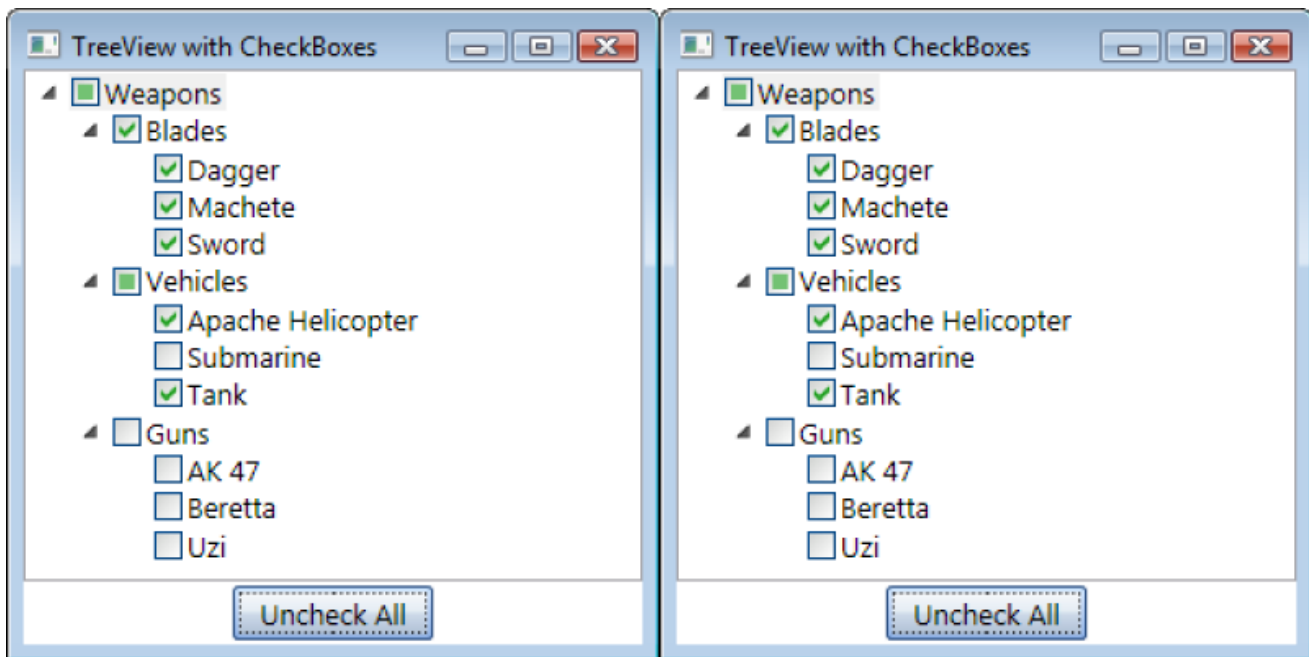 TreeView with CheckBoxes
Weapons
Blades
Dagger
Machete
Sword
Vehicles
Apache Helicopter
Submarine
Tank
Guns
AK 47
Beretta
Uzi
Uncheck All
TreeView with CheckBoxes
Weapons
Blades
Dagger
Machete
Sword
Vehicles
Apache Helicopter
Submarine
Tank
Guns
AK 47
Beretta
Uzi
Uncheck All